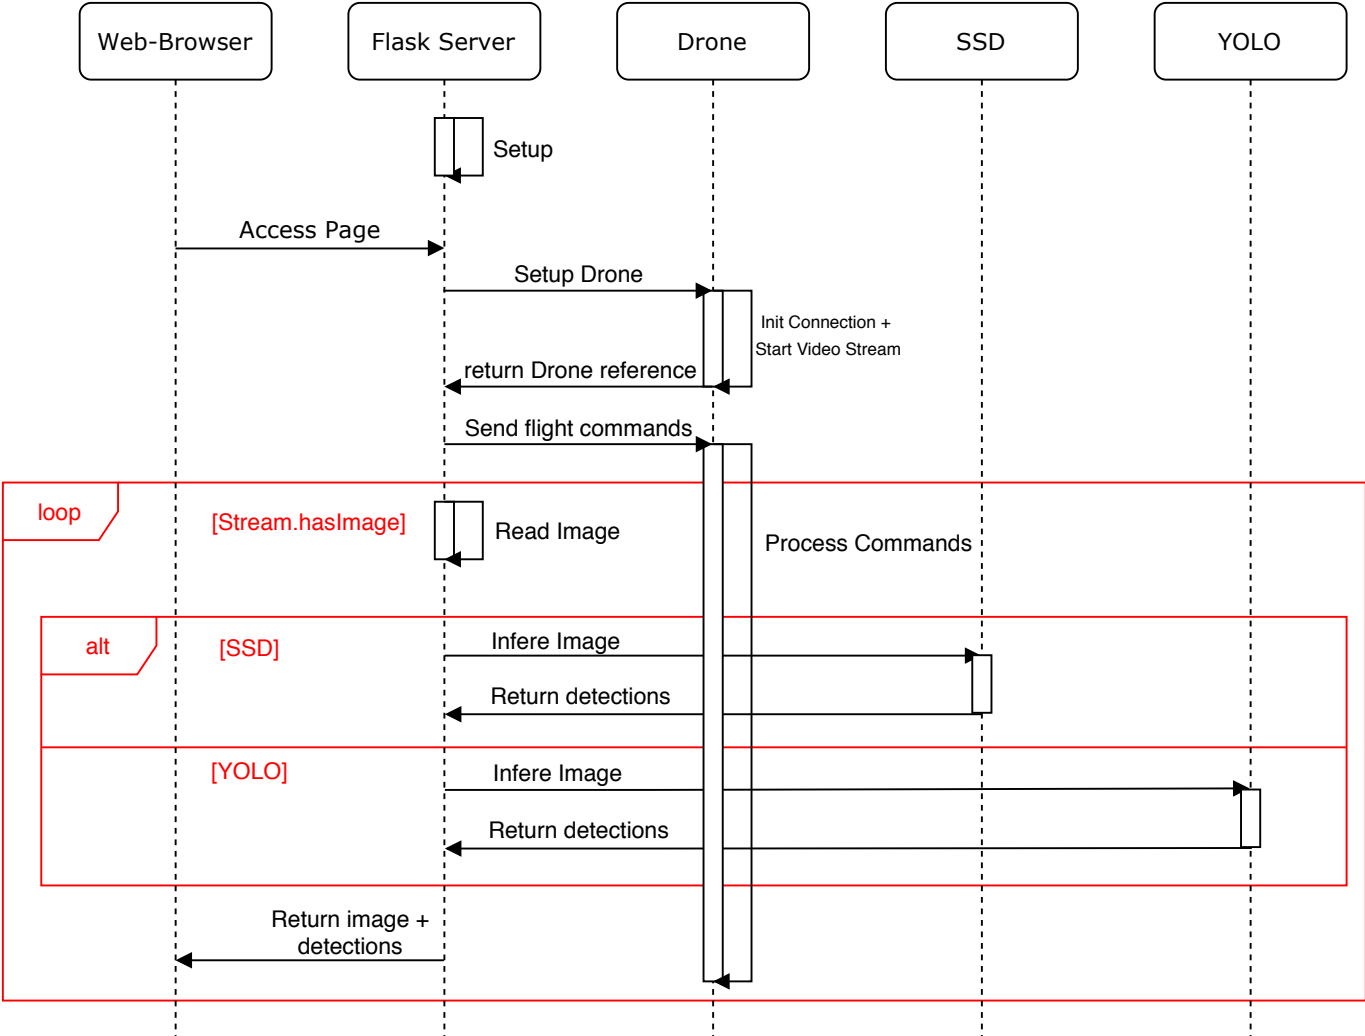 Web-Browser
Flask Server
Drone
SSD
YOLO
Setup
Access Page
Setup Drone
Init Connection +
Start Video Stream
return Drone reference
Send flight commands
loop
[Stream.hasImage]
Read Image
Process Commands
alt
[SSD]
Infere Image
Return detections
[YOLO]
Infere Image
Return detections
Return image +
detections